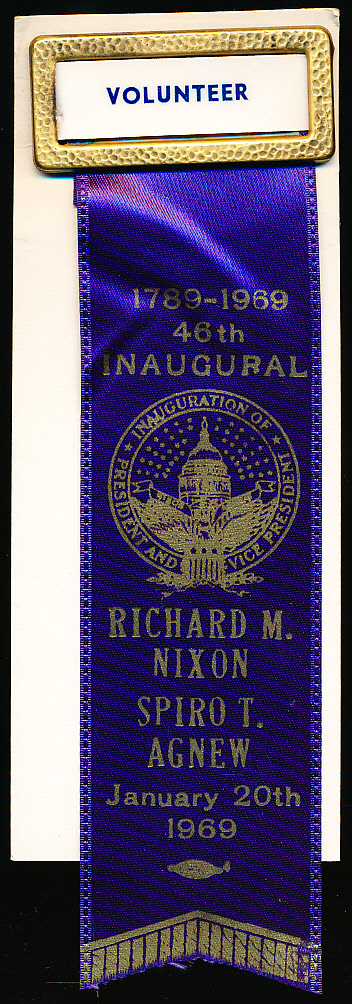 VOLUNTEER
1789-1969
46th
INAUGURAL
INAUGURATION OF
PRESIDENT AND VICE PRESIDENT
RICHARD M.
NIXON
SPIRO T.
AGNEW
January 20th
1969